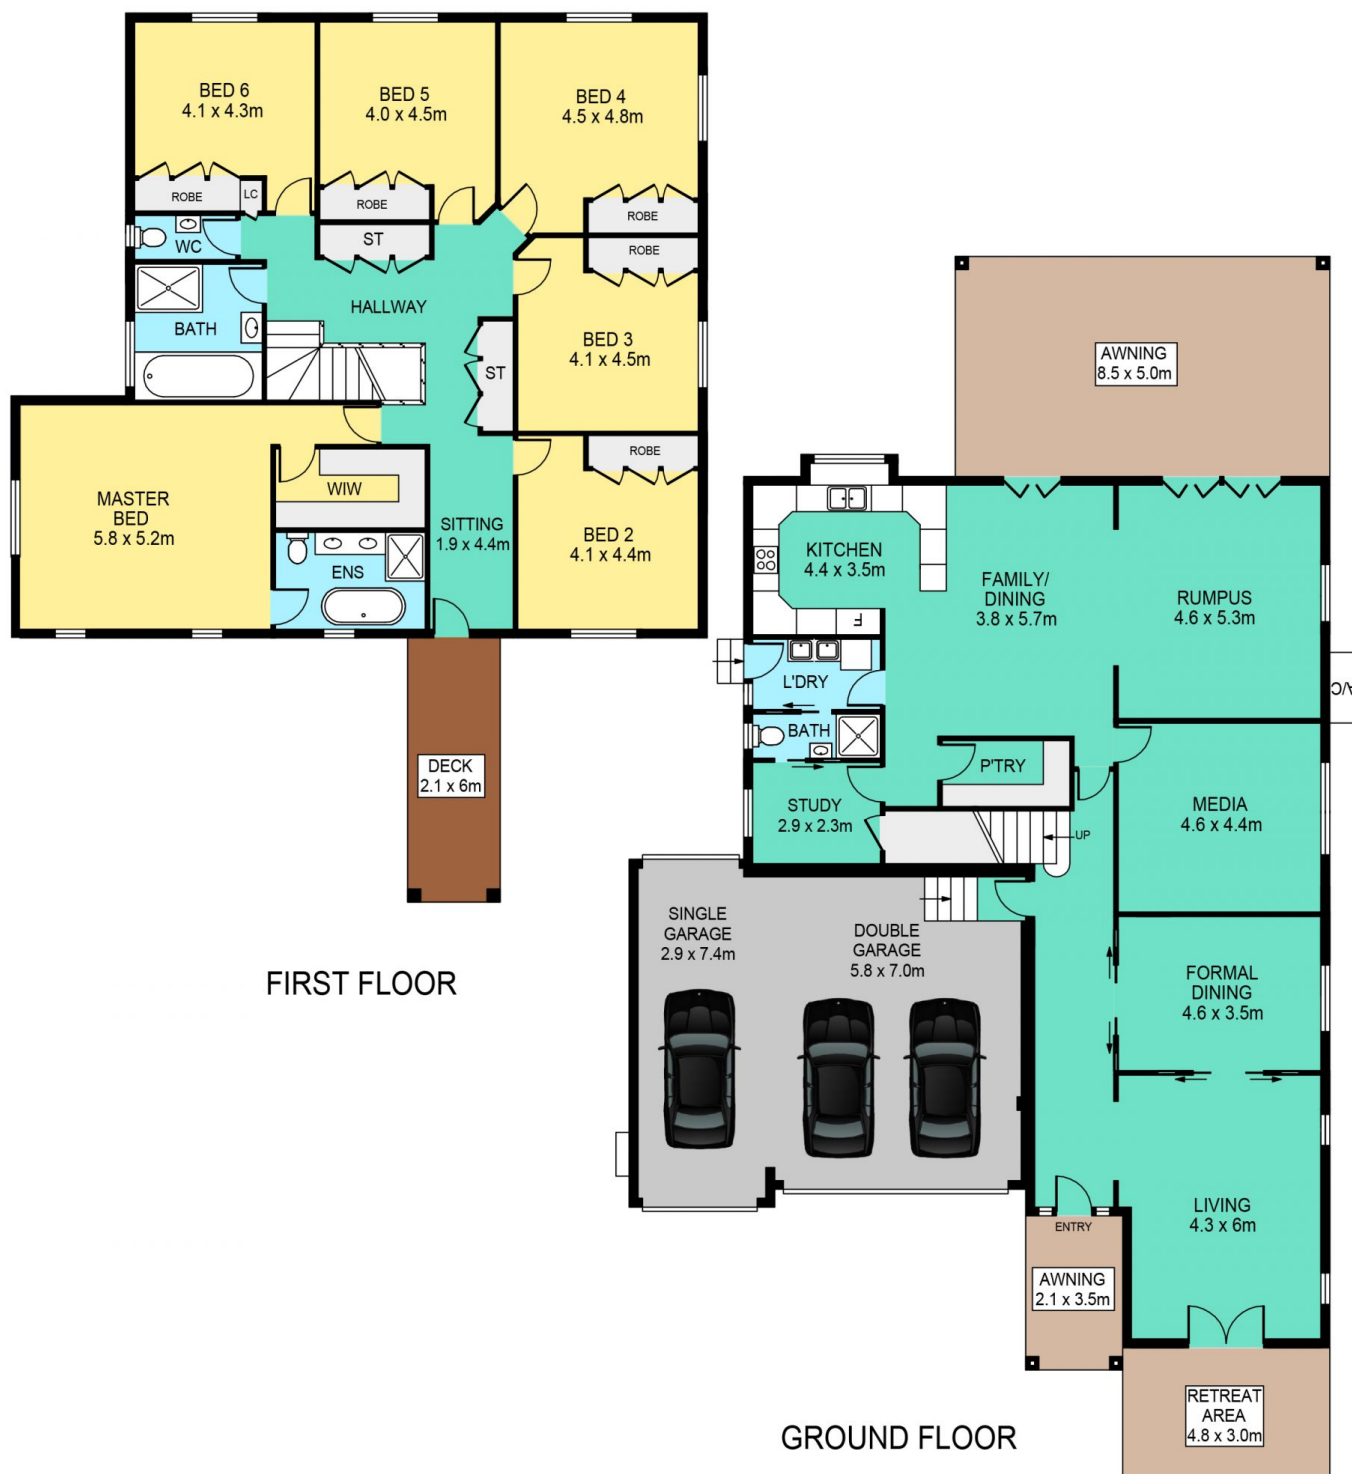 BED 6
4.1 x 4.3m
BED 5
4.0 x 4.5m
BED 4
4.5 x 4.8m
ROBE
LC
ROBE
ROBE
WC
ST
ROBE
HALLWAY
BATH
BED 3
4.1 x 4.5m
ST
ROBE
MASTER
BED
5.8 x 5.2m
WIW
SITTING
1.9 x 4.4m
BED 2
4.1 x 4.4m
ENS
DECK
2.1 x 6m
FIRST FLOOR
AWNING
8.5 x 5.0m
KITCHEN
4.4 x 3.5m
FAMILY/
DINING
3.8 x 5.7m
RUMPUS
4.6 x 5.3m
F
L'DRY
A/C
BATH
P'TRY
STUDY
2.9 x 2.3m
UP
MEDIA
4.6 x 4.4m
SINGLE
GARAGE
2.9 x 7.4m
DOUBLE
GARAGE
5.8 x 7.0m
FORMAL
DINING
4.6 x 3.5m
LIVING
4.3 x 6m
ENTRY
AWNING
2.1 x 3.5m
RETREAT
AREA
4.8 x 3.0m
GROUND FLOOR